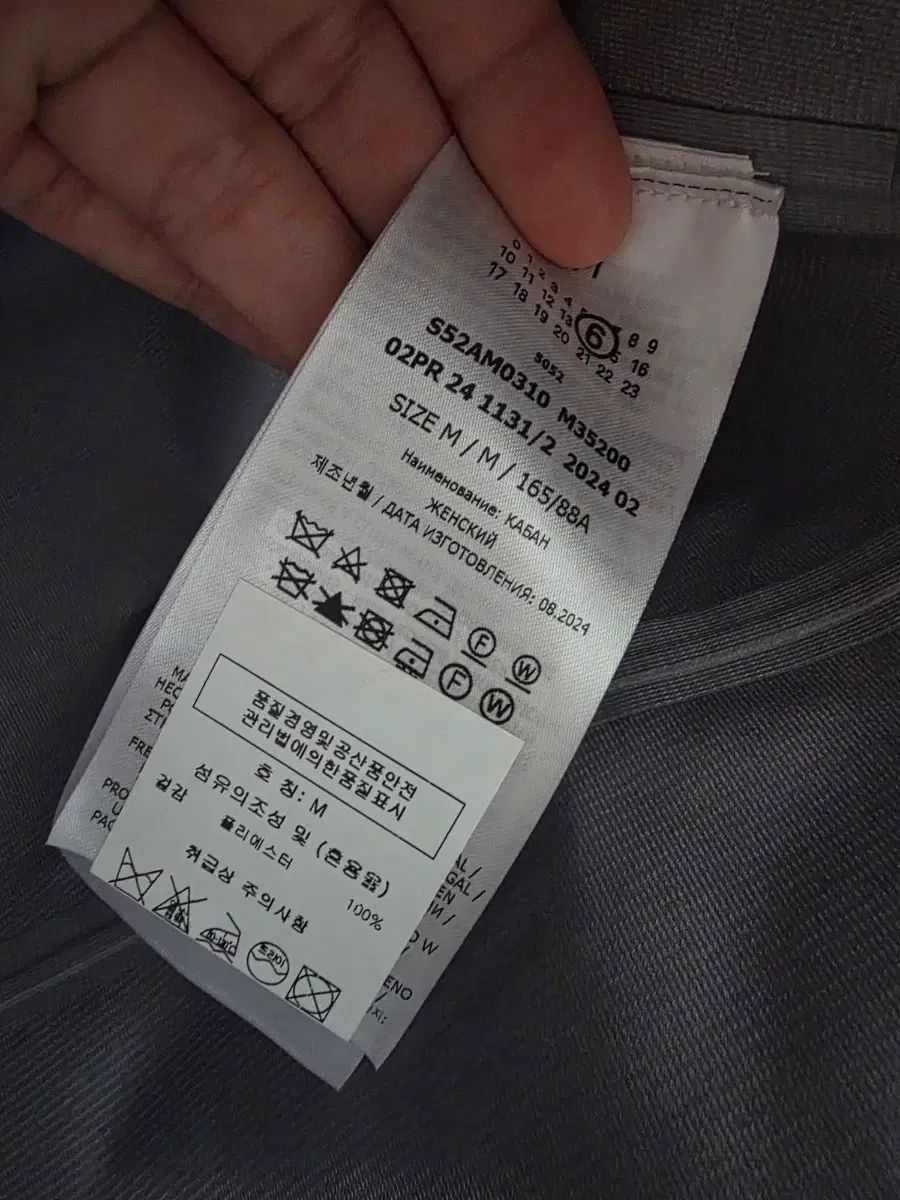 0 1 2 3 4
8 9
10 11 12 13
6
16
17 18 19 20 21 22 23
5052
S52AM0310 M35200
02PR 24 1131/2 2024 02
SIZE M / M / 165/88A
Наименование: КАБАН
ЖЕНСКИЙ
제조년월 / ДАТА ИЗГОТОВЛЕНИЯ: 08.2024
F W
F W
품질경영및공산품안전
관리법에의한품질표시
호 칭: M
섬유의조성 및 (혼용율)
겉감
폴리에스터 100%
취급상 주의사항
드라이